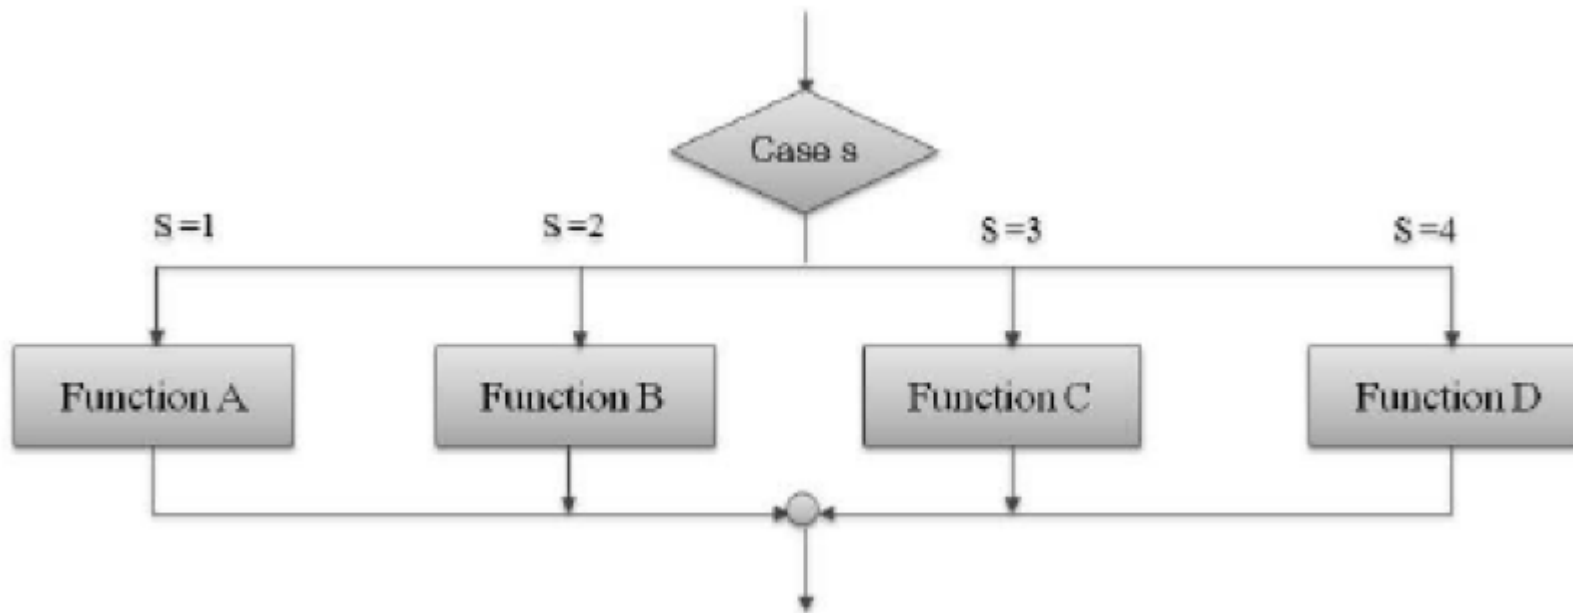 Case s
S=1
S=2
S=3
S=4
Function A
Function B
Function C
Function D